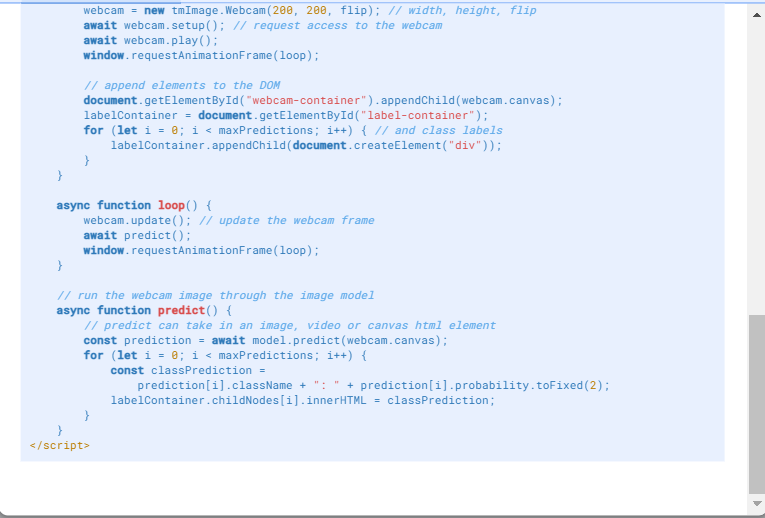 webcam = new tmImage.Webcam(200, 200, flip); // width, height, flip
await webcam.setup(); // request access to the webcam
await webcam.play();
window.requestAnimationFrame(loop);
// append elements to the DOM
document.getElementById("webcam-container").appendChild(webcam.canvas);
labelContainer = document.getElementById("label-container");
for (let i = 0; i < maxPredictions; i++) { // and class labels
labelContainer.appendChild(document.createElement("div"));
}
}
async function loop() {
webcam.update(); // update the webcam frame
await predict();
window.requestAnimationFrame(loop);
}
// run the webcam image through the image model
async function predict() {
// predict can take in an image, video or canvas html element
const prediction = await model.predict(webcam.canvas);
for (let i = 0; i < maxPredictions; i++) {
const classPrediction =
prediction[i].className + ": " + prediction[i].probability.toFixed(2);
labelContainer.childNodes[i].innerHTML = classPrediction;
}
}
</script>